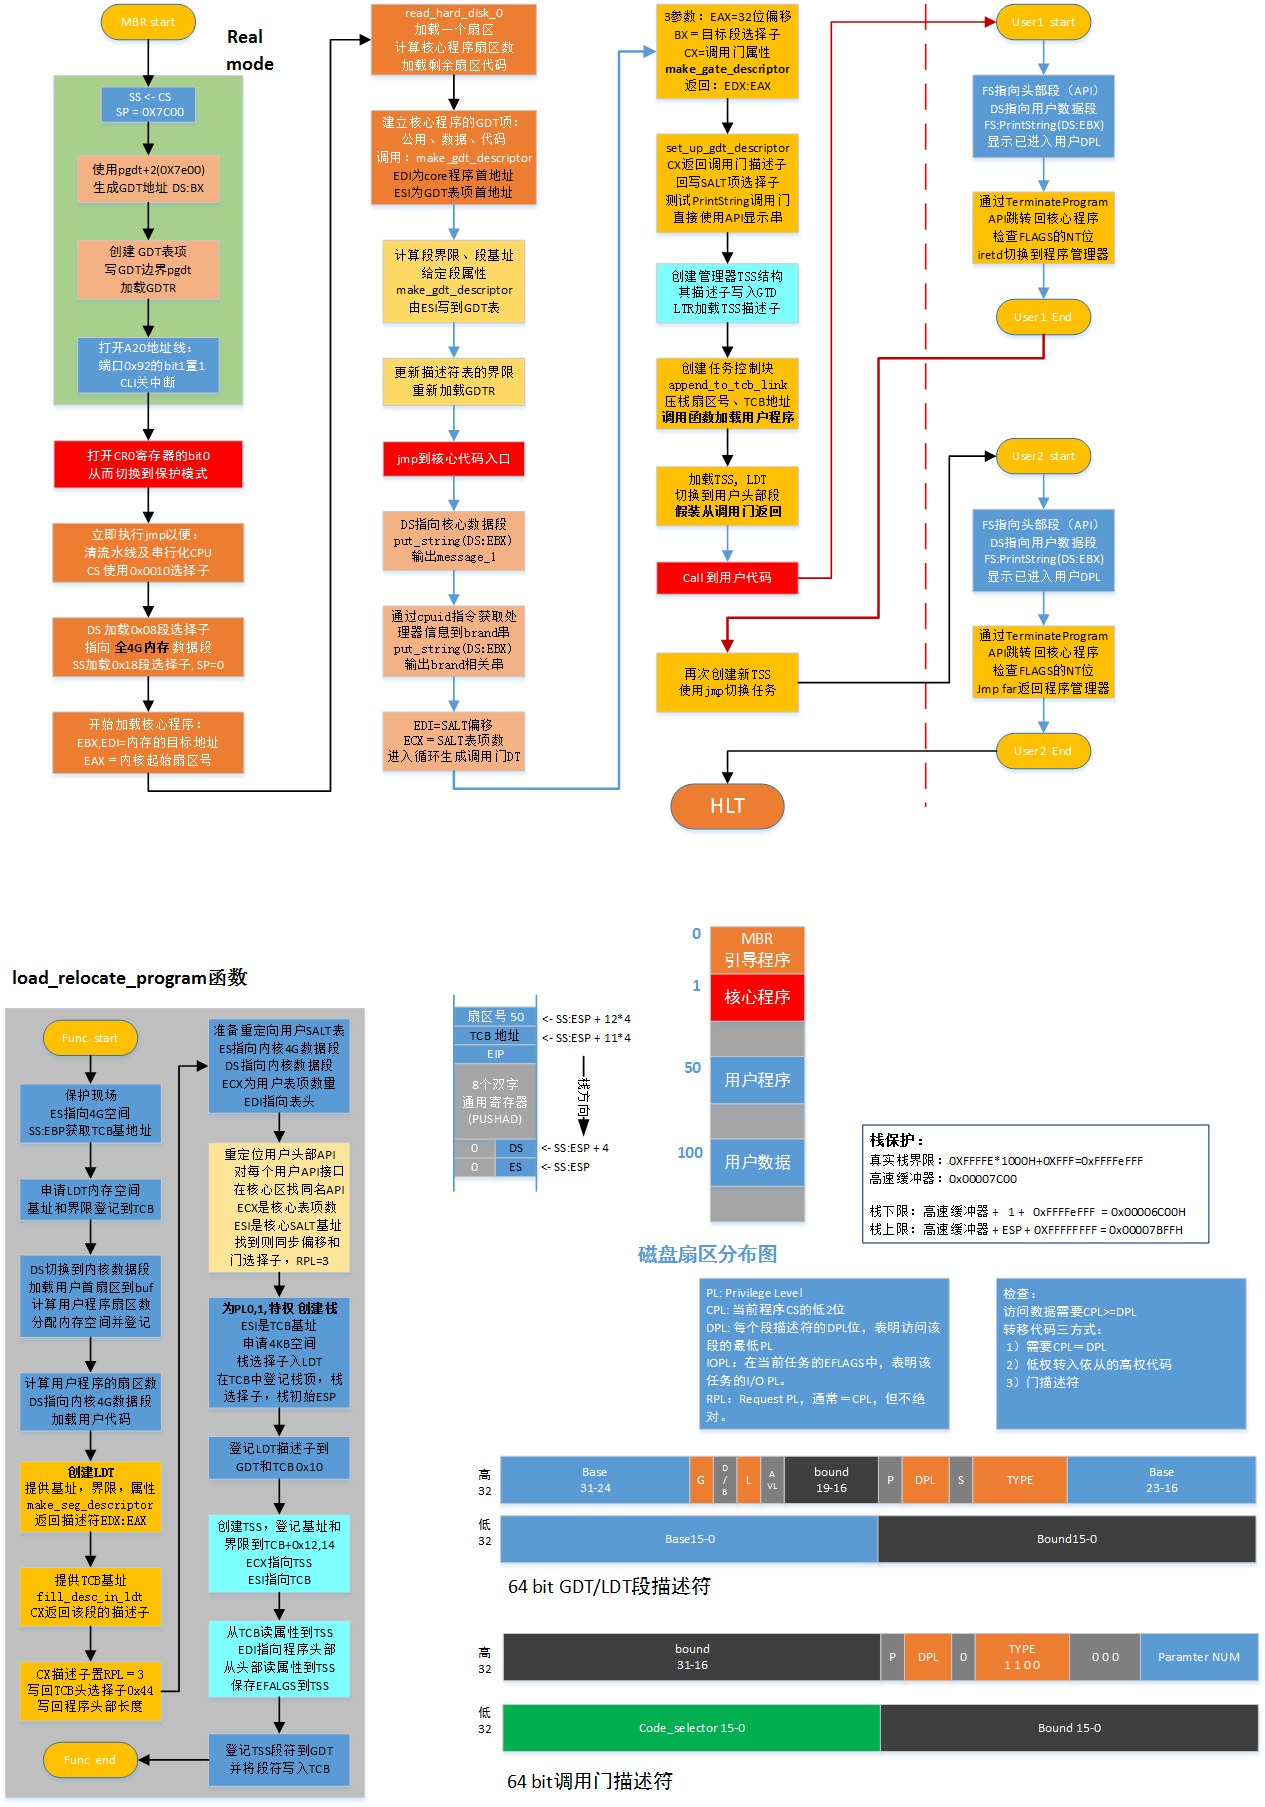 MBR start
Real
mode
SS <- CS
SP = 0X7C00
使用pgdt+2(0X7e00)
生成GDT地址 DS:BX
创建 GDT表项
写GDT边界pgdt
加载GDTR
打开A20地址线：
端口0x92的bit1置1
CLI关中断
打开CR0寄存器的bit0
从而切换到保护模式
立即执行jmp以便：
清流水线及串行化CPU
CS 使用0x0010选择子
DS 加载0x08段选择子
指向 全4G内存 数据段
SS加载0x18段选择子, SP=0
开始加载核心程序：
EBX,EDI=内存的目标地址
EAX = 内核起始扇区号
read_hard_disk_0
加载一个扇区
计算核心程序扇区数
加载剩余扇区代码
建立核心程序的GDT项：
公用、数据、代码
调用：make_gdt_descriptor
EDI为core程序首地址
ESI为GDT表项首地址
计算段界限、段基址
给定段属性
make_gdt_descriptor
由ESI写到GDT表
更新描述符表的界限
重新加载GDTR
jmp到核心代码入口
DS指向核心数据段
put_string(DS:EBX)
输出message_1
通过cpuid指令获取处
理器信息到brand串
put_string(DS:EBX)
输出brand相关串
EDI=SALT偏移
ECX = SALT表项数
进入循环生成调用门DT
3参数：EAX=32位偏移
BX = 目标段选择子
CX=调用门属性
make_gate_descriptor
返回：EDX:EAX
set_up_gdt_descriptor
CX返回调用门描述子
回写SALT项选择子
测试PrintString调用门
直接使用API显示串
创建管理器TSS结构
其描述子写入GTD
LTR加载TSS描述子
创建任务控制块
append_to_tcb_link
压栈扇区号、TCB地址
调用函数加载用户程序
加载TSS, LDT
切换到用户头部段
假装从调用门返回
Call 到用户代码
再次创建新TSS
使用jmp切换任务
HLT
User1 start
FS指向头部段（API）
DS指向用户数据段
FS:PrintString(DS:EBX)
显示已进入用户DPL
通过TerminateProgram
API跳转回核心程序
检查FLAGS的NT位
iretd切换到程序管理器
User1 End
User2 start
FS指向头部段（API）
DS指向用户数据段
FS:PrintString(DS:EBX)
显示已进入用户DPL
通过TerminateProgram
API跳转回核心程序
检查FLAGS的NT位
Jmp far返回程序管理器
User2 End
load_relocate_program函数
Func start
保护现场
ES指向4G空间
SS:EBP获取TCB基地址
申请LDT内存空间
基址和界限登记到TCB
DS切换到内核数据段
加载用户首扇区到buf
计算用户程序扇区数
分配内存空间并登记
计算用户程序的扇区数
DS指向内核4G数据段
加载用户代码
创建LDT
提供基址，界限，属性
make_seg_descriptor
返回描述符EDX:EAX
提供TCB基址
fill_desc_in_ldt
CX返回该段的描述子
CX描述子置RPL = 3
写回TCB头选择子0x44
写回程序头部长度
Func end
准备重定向用户SALT表
ES指向内核4G数据段
DS指向内核数据段
ECX为用户表项数量
EDI指向表头
重定位用户头部API
对每个用户API接口
在核心区找同名API
ECX是核心表项数
ESI是核心SALT基址
找到则同步偏移和
门选择子，RPL=3
为PL0,1,特权 创建栈
ESI是TCB基址
申请4KB空间
栈选择子入LDT
在TCB中登记栈顶，栈
选择子，栈初始ESP
登记LDT描述子到
GDT和TCB 0x10
创建TSS，登记基址和
界限到TCB+0x12,14
ECX指向TSS
ESI指向TCB
从TCB读属性到TSS
EDI指向程序头部
从头部读属性到TSS
保存EFALGS到TSS
登记TSS段符到GDT
并将段符写入TCB
扇区号 50
<- SS:ESP + 12*4
TCB 地址
<- SS:ESP + 11*4
EIP
8个双字
通用寄存器
(PUSHAD)
栈方向
0 DS
<- SS:ESP + 4
0 ES
<- SS:ESP
0
MBR
引导程序
1
核心程序
50
用户程序
100
用户数据
磁盘扇区分布图
栈保护：
真实栈界限：0XFFFFE*1000H+0XFFF=0xFFFFeFFF
高速缓冲器：0x00007C00
栈下限：高速缓冲器 + 1 + 0xFFFFeFFF = 0x00006C00H
栈上限：高速缓冲器 + ESP + 0XFFFFFFFF = 0x00007BFFH
PL: Privilege Level
CPL: 当前程序CS的低2位
DPL: 每个段描述符的DPL位，表明访问该
段的最低PL
IOPL：在当前任务的EFLAGS中，表明该
任务的I/O PL。
RPL：Request PL，通常＝CPL，但不绝
对。
检查：
访问数据需要CPL>=DPL
转移代码三方式：
1）需要CPL＝DPL
2）低权转入依从的高权代码
3）门描述符
高
32
Base
31-24
G
D
/
B
L
A
VL
bound
19-16
P
DPL
S
TYPE
Base
23-16
低
32
Base15-0
Bound15-0
64 bit GDT/LDT段描述符
高
32
bound
31-16
P
DPL
0
TYPE
1 1 0 0
0 0 0
Paramter NUM
低
32
Code_selector 15-0
Bound 15-0
64 bit调用门描述符